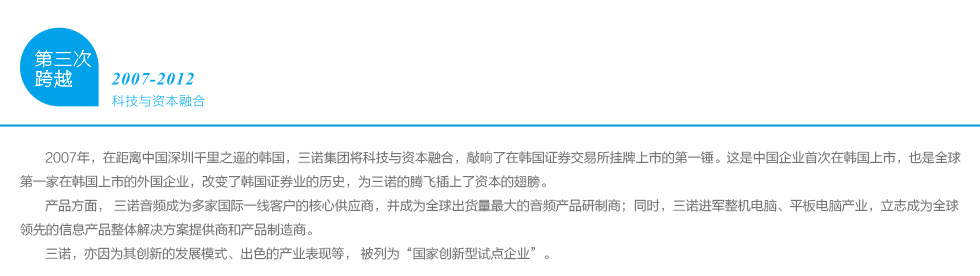 第三次
跨越
2007-2012
科技与资本融合
2007年，在距离中国深圳千里之遥的韩国，三诺集团将科技与资本融合，敲响了在韩国证券交易所挂牌上市的第一锤。这是中国企业首次在韩国上市，也是全球
第一家在韩国上市的外国企业，改变了韩国证券业的历史，为三诺的腾飞插上了资本的翅膀。
产品方面， 三诺音频成为多家国际一线客户的核心供应商，并成为全球出货量最大的音频产品研制商；同时，三诺进军整机电脑、平板电脑产业，立志成为全球
领先的信息产品整体解决方案提供商和产品制造商。
三诺，亦因为其创新的发展模式、出色的产业表现等， 被列为“国家创新型试点企业”。